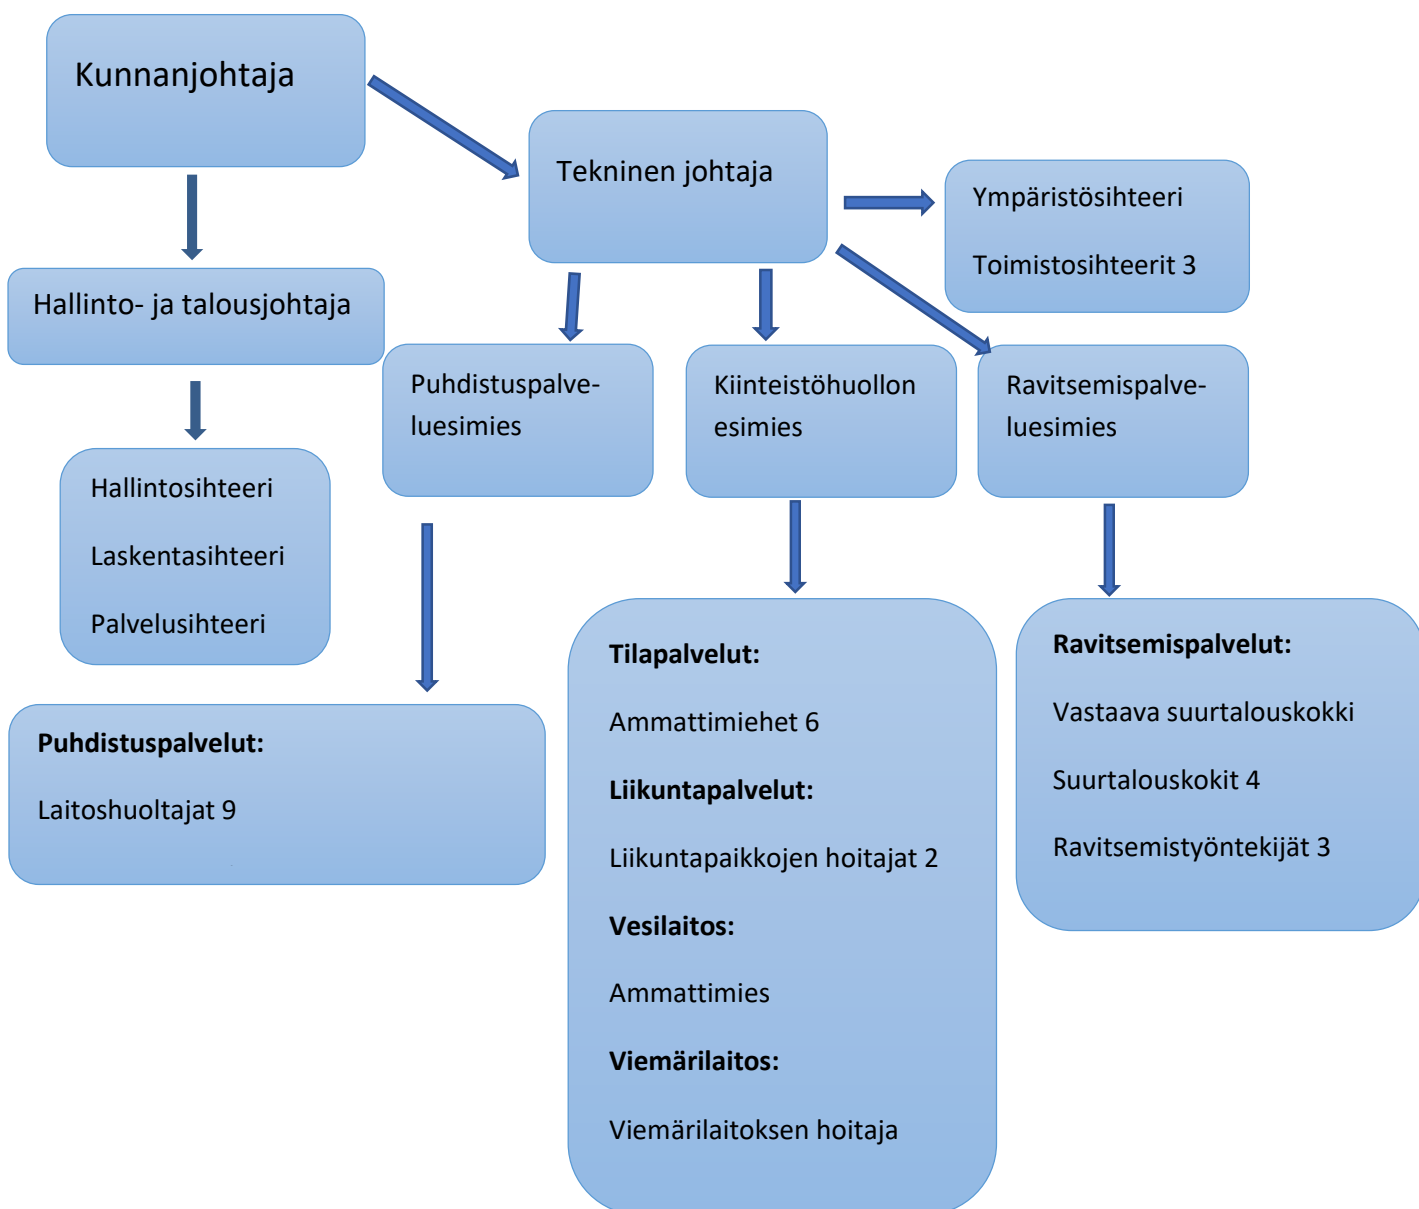 Kunnanjohtaja
Tekninen johtaja
Ympäristösihteeri
Toimistosihteerit 3
Hallinto- ja talousjohtaja
Puhdistuspalve-
luesimies
Kiinteistöhuollon
esimies
Ravitsemispalve-
luesimies
Hallintosihteeri
Laskentasihteeri
Palvelusihteeri
Puhdistuspalvelut:
Laitoshuoltajat 9
Tilapalvelut:
Ammattimiehet 6
Liikuntapalvelut:
Liikuntapaikkojen hoitajat 2
Vesilaitos:
Ammattimies
Viemärilaitos:
Viemärilaitoksen hoitaja
Ravitsemispalvelut:
Vastaava suurtalouskokki
Suurtalouskokit 4
Ravitsemistyöntekijät 3